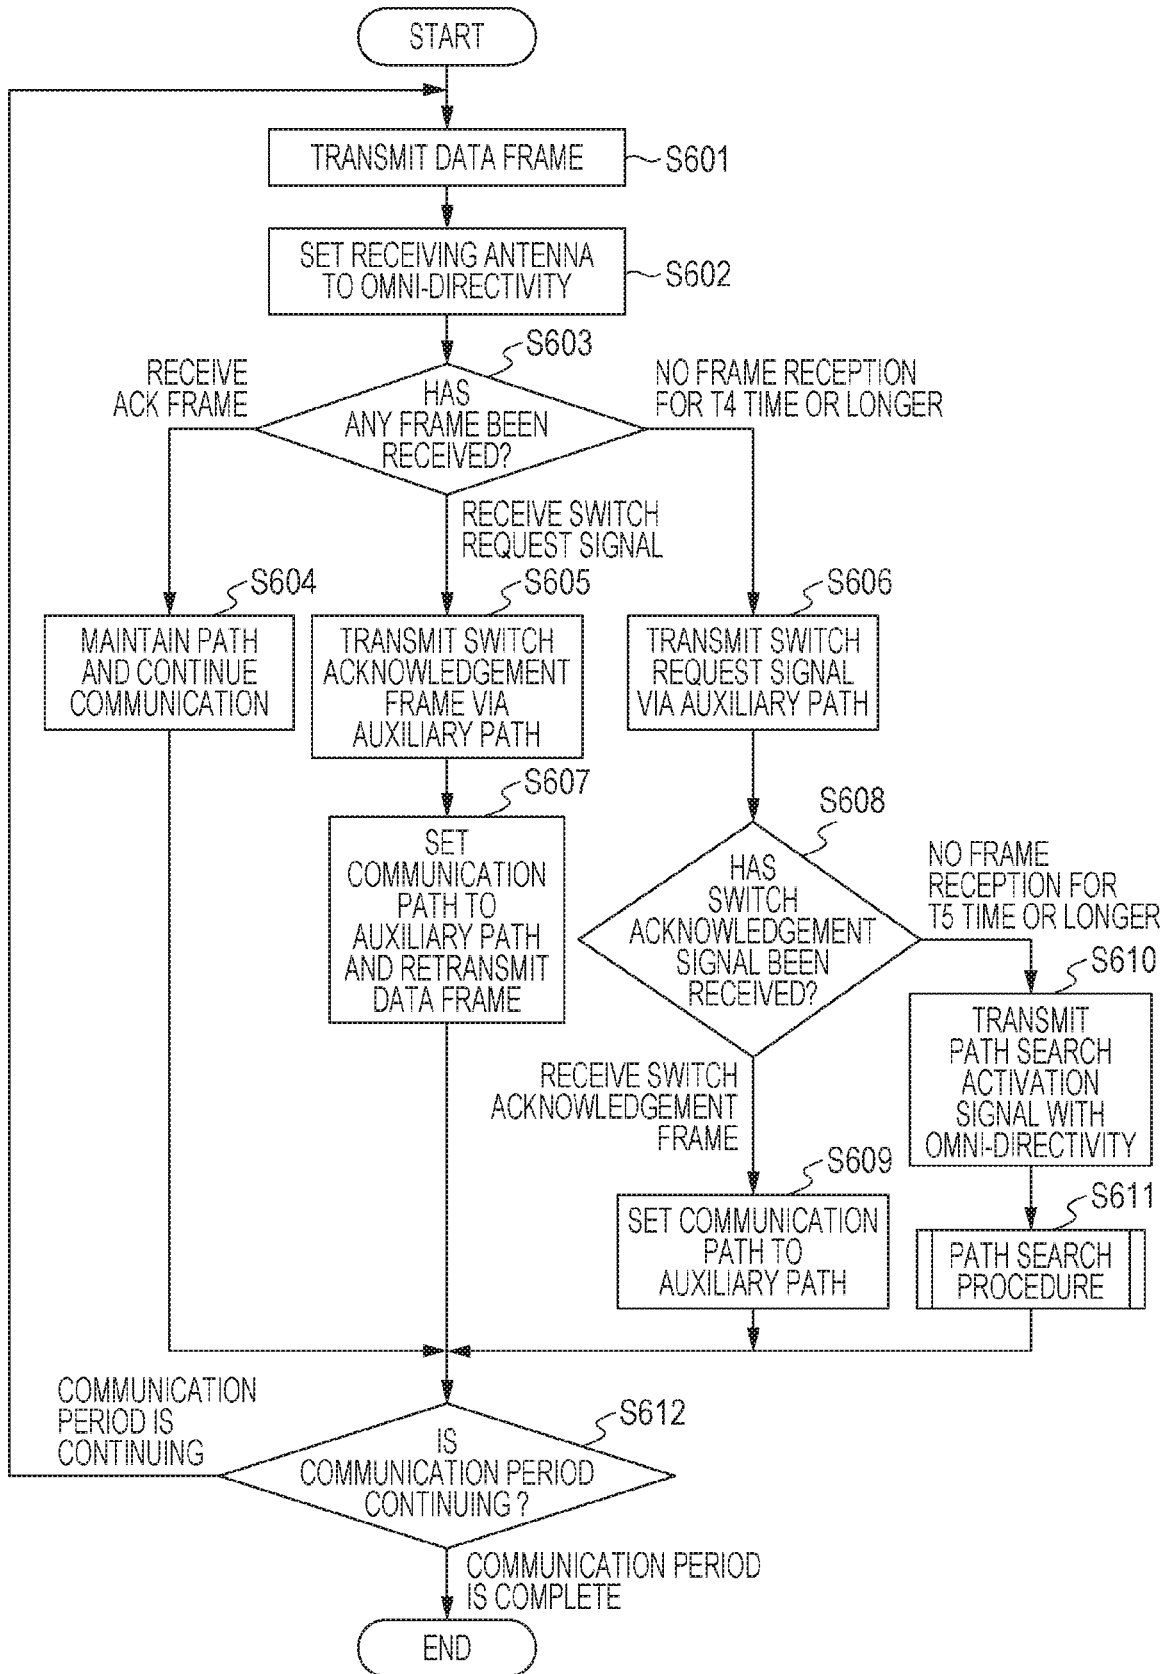 START
TRANSMIT DATA FRAME
S601
SET RECEIVING ANTENNA
TO OMNI-DIRECTIVITY
S602
S603
HAS
ANY FRAME BEEN
RECEIVED?
RECEIVE
ACK FRAME
NO FRAME RECEPTION
FOR T4 TIME OR LONGER
RECEIVE SWITCH
REQUEST SIGNAL
S604
MAINTAIN PATH
AND CONTINUE
COMMUNICATION
S605
TRANSMIT SWITCH
ACKNOWLEDGEMENT
FRAME VIA
AUXILIARY PATH
S606
TRANSMIT SWITCH
REQUEST SIGNAL
VIA AUXILIARY PATH
S607
SET
COMMUNICATION
PATH TO
AUXILIARY PATH
AND RETRANSMIT
DATA FRAME
S608
HAS
SWITCH
ACKNOWLEDGEMENT
SIGNAL BEEN
RECEIVED?
NO FRAME
RECEPTION FOR
T5 TIME OR LONGER
S610
TRANSMIT
PATH SEARCH
ACTIVATION
SIGNAL WITH
OMNI-DIRECTIVITY
RECEIVE SWITCH
ACKNOWLEDGEMENT
FRAME
S609
SET COMMUNICATION
PATH TO
AUXILIARY PATH
S611
PATH SEARCH
PROCEDURE
COMMUNICATION
PERIOD IS
CONTINUING
S612
IS
COMMUNICATION PERIOD
CONTINUING ?
COMMUNICATION PERIOD
IS COMPLETE
END